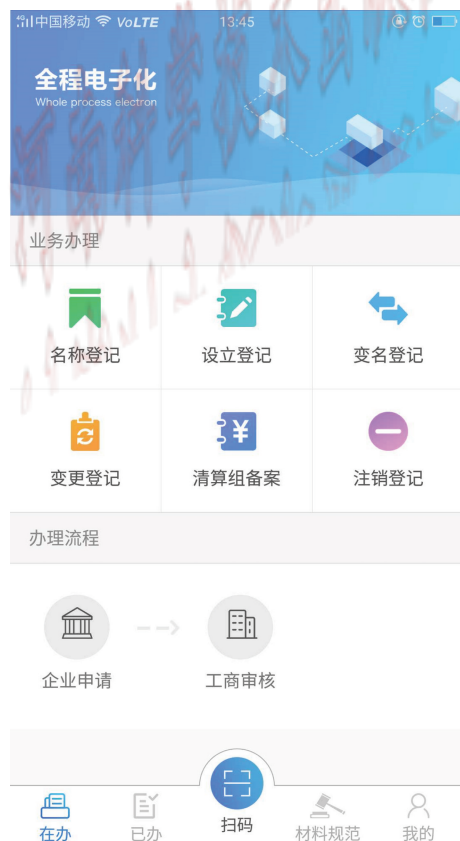 4G 中国移动 VoLTE 13:45
全程电子化
Whole process electron
业务办理
名称登记 设立登记 变名登记
变更登记 清算组备案 注销登记
办理流程
企业申请 工商审核
在办 已办 扫码 材料规范 我的